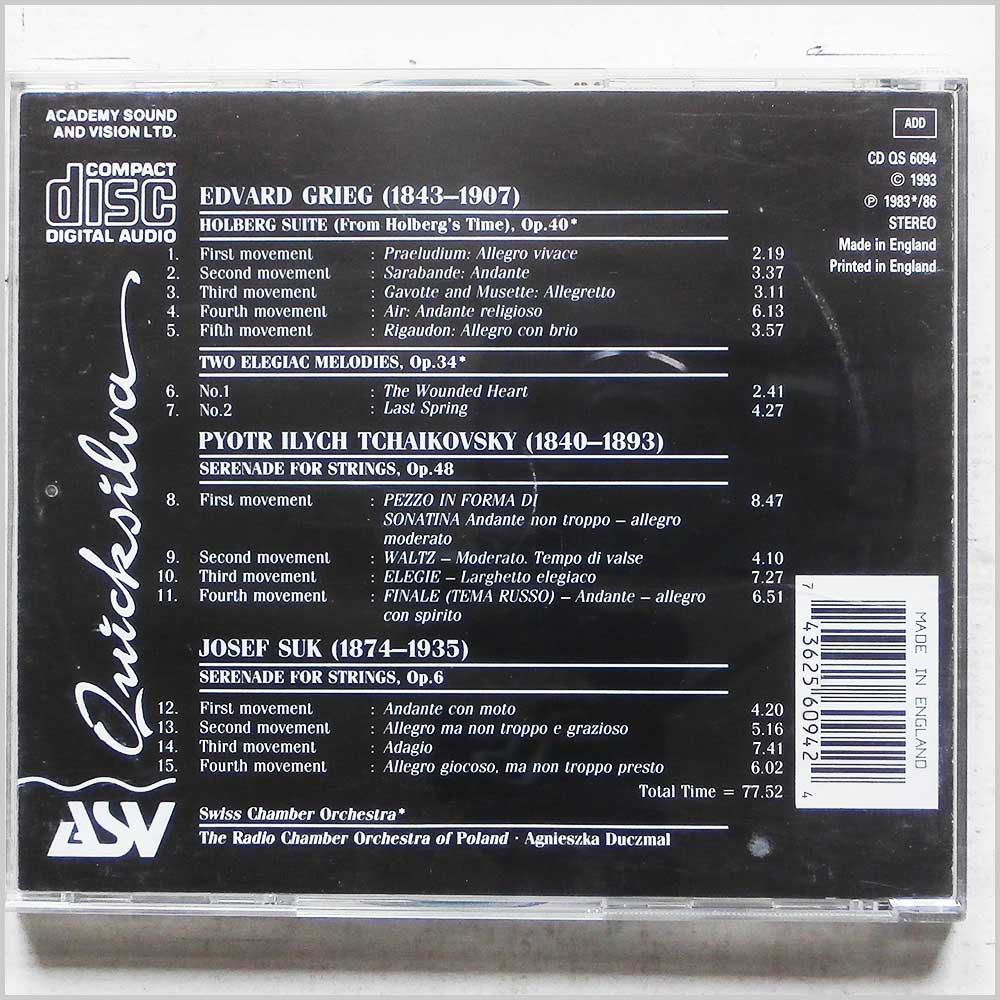 ACADEMY SOUND
AND VISION LTD.
COMPACT
disc
DIGITAL AUDIO
Quicksilva
ASV
ADD
CD QS 6094
© 1993
℗ 1983*/86
STEREO
Made in England
Printed in England
EDVARD GRIEG (1843–1907)
HOLBERG SUITE (From Holberg's Time), Op.40*
1. First movement : Praeludium: Allegro vivace 2.19
2. Second movement : Sarabande: Andante 3.37
3. Third movement : Gavotte and Musette: Allegretto 3.11
4. Fourth movement : Air: Andante religioso 6.13
5. Fifth movement : Rigaudon: Allegro con brio 3.57
TWO ELEGIAC MELODIES, Op.34*
6. No.1 : The Wounded Heart 2.41
7. No.2 : Last Spring 4.27
PYOTR ILYCH TCHAIKOVSKY (1840–1893)
SERENADE FOR STRINGS, Op.48
8. First movement : PEZZO IN FORMA DI 8.47
SONATINA Andante non troppo – allegro
moderato
9. Second movement : WALTZ – Moderato. Tempo di valse 4.10
10. Third movement : ELEGIE – Larghetto elegiaco 7.27
11. Fourth movement : FINALE (TEMA RUSSO) – Andante – allegro 6.51
con spirito
JOSEF SUK (1874–1935)
SERENADE FOR STRINGS, Op.6
12. First movement : Andante con moto 4.20
13. Second movement : Allegro ma non troppo e grazioso 5.16
14. Third movement : Adagio 7.41
15. Fourth movement : Allegro giocoso, ma non troppo presto 6.02
Total Time = 77.52
Swiss Chamber Orchestra*
The Radio Chamber Orchestra of Poland · Agnieszka Duczmal
7 43625 60942 4
MADE IN ENGLAND